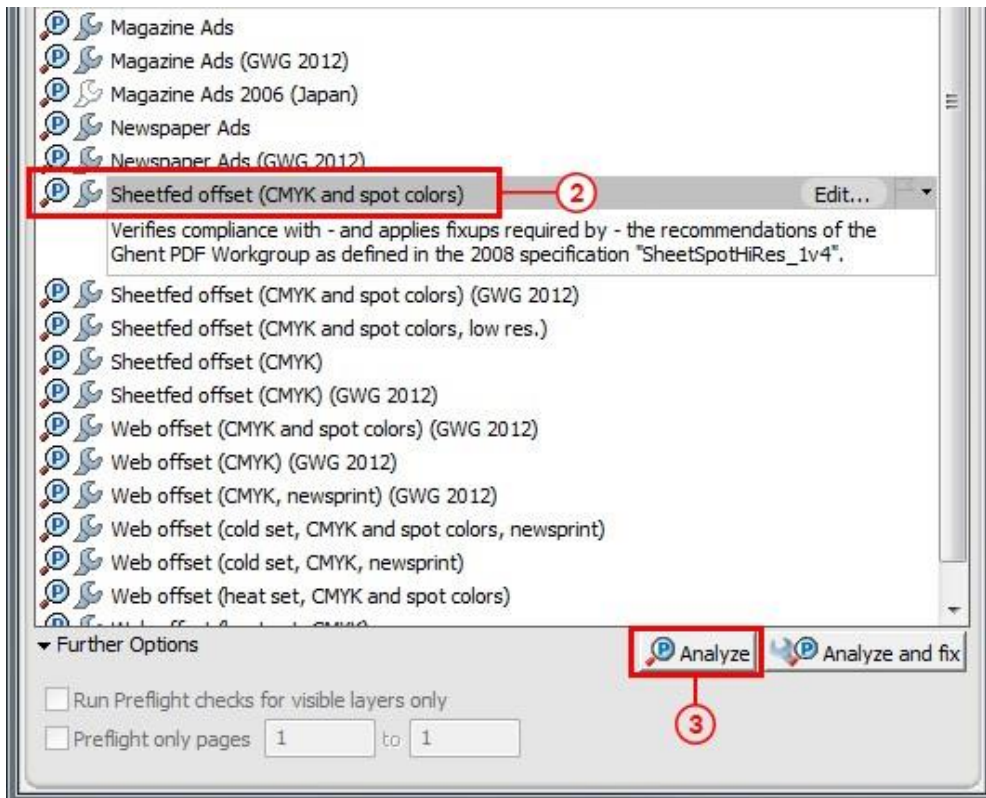 Magazine Ads
Magazine Ads (GWG 2012)
Magazine Ads 2006 (Japan)
Newspaper Ads
Newspaper Ads (GWG 2012)
Sheetfed offset (CMYK and spot colors)
2
Edit...
Verifies compliance with - and applies fixups required by - the recommendations of the
Ghent PDF Workgroup as defined in the 2008 specification "SheetSpotHiRes_1v4".
Sheetfed offset (CMYK and spot colors) (GWG 2012)
Sheetfed offset (CMYK and spot colors, low res.)
Sheetfed offset (CMYK)
Sheetfed offset (CMYK) (GWG 2012)
Web offset (CMYK and spot colors) (GWG 2012)
Web offset (CMYK) (GWG 2012)
Web offset (CMYK, newsprint) (GWG 2012)
Web offset (cold set, CMYK and spot colors, newsprint)
Web offset (cold set, CMYK, newsprint)
Web offset (heat set, CMYK and spot colors)
Further Options
Analyze
Analyze and fix
Run Preflight checks for visible layers only
3
Preflight only pages 1 to 1